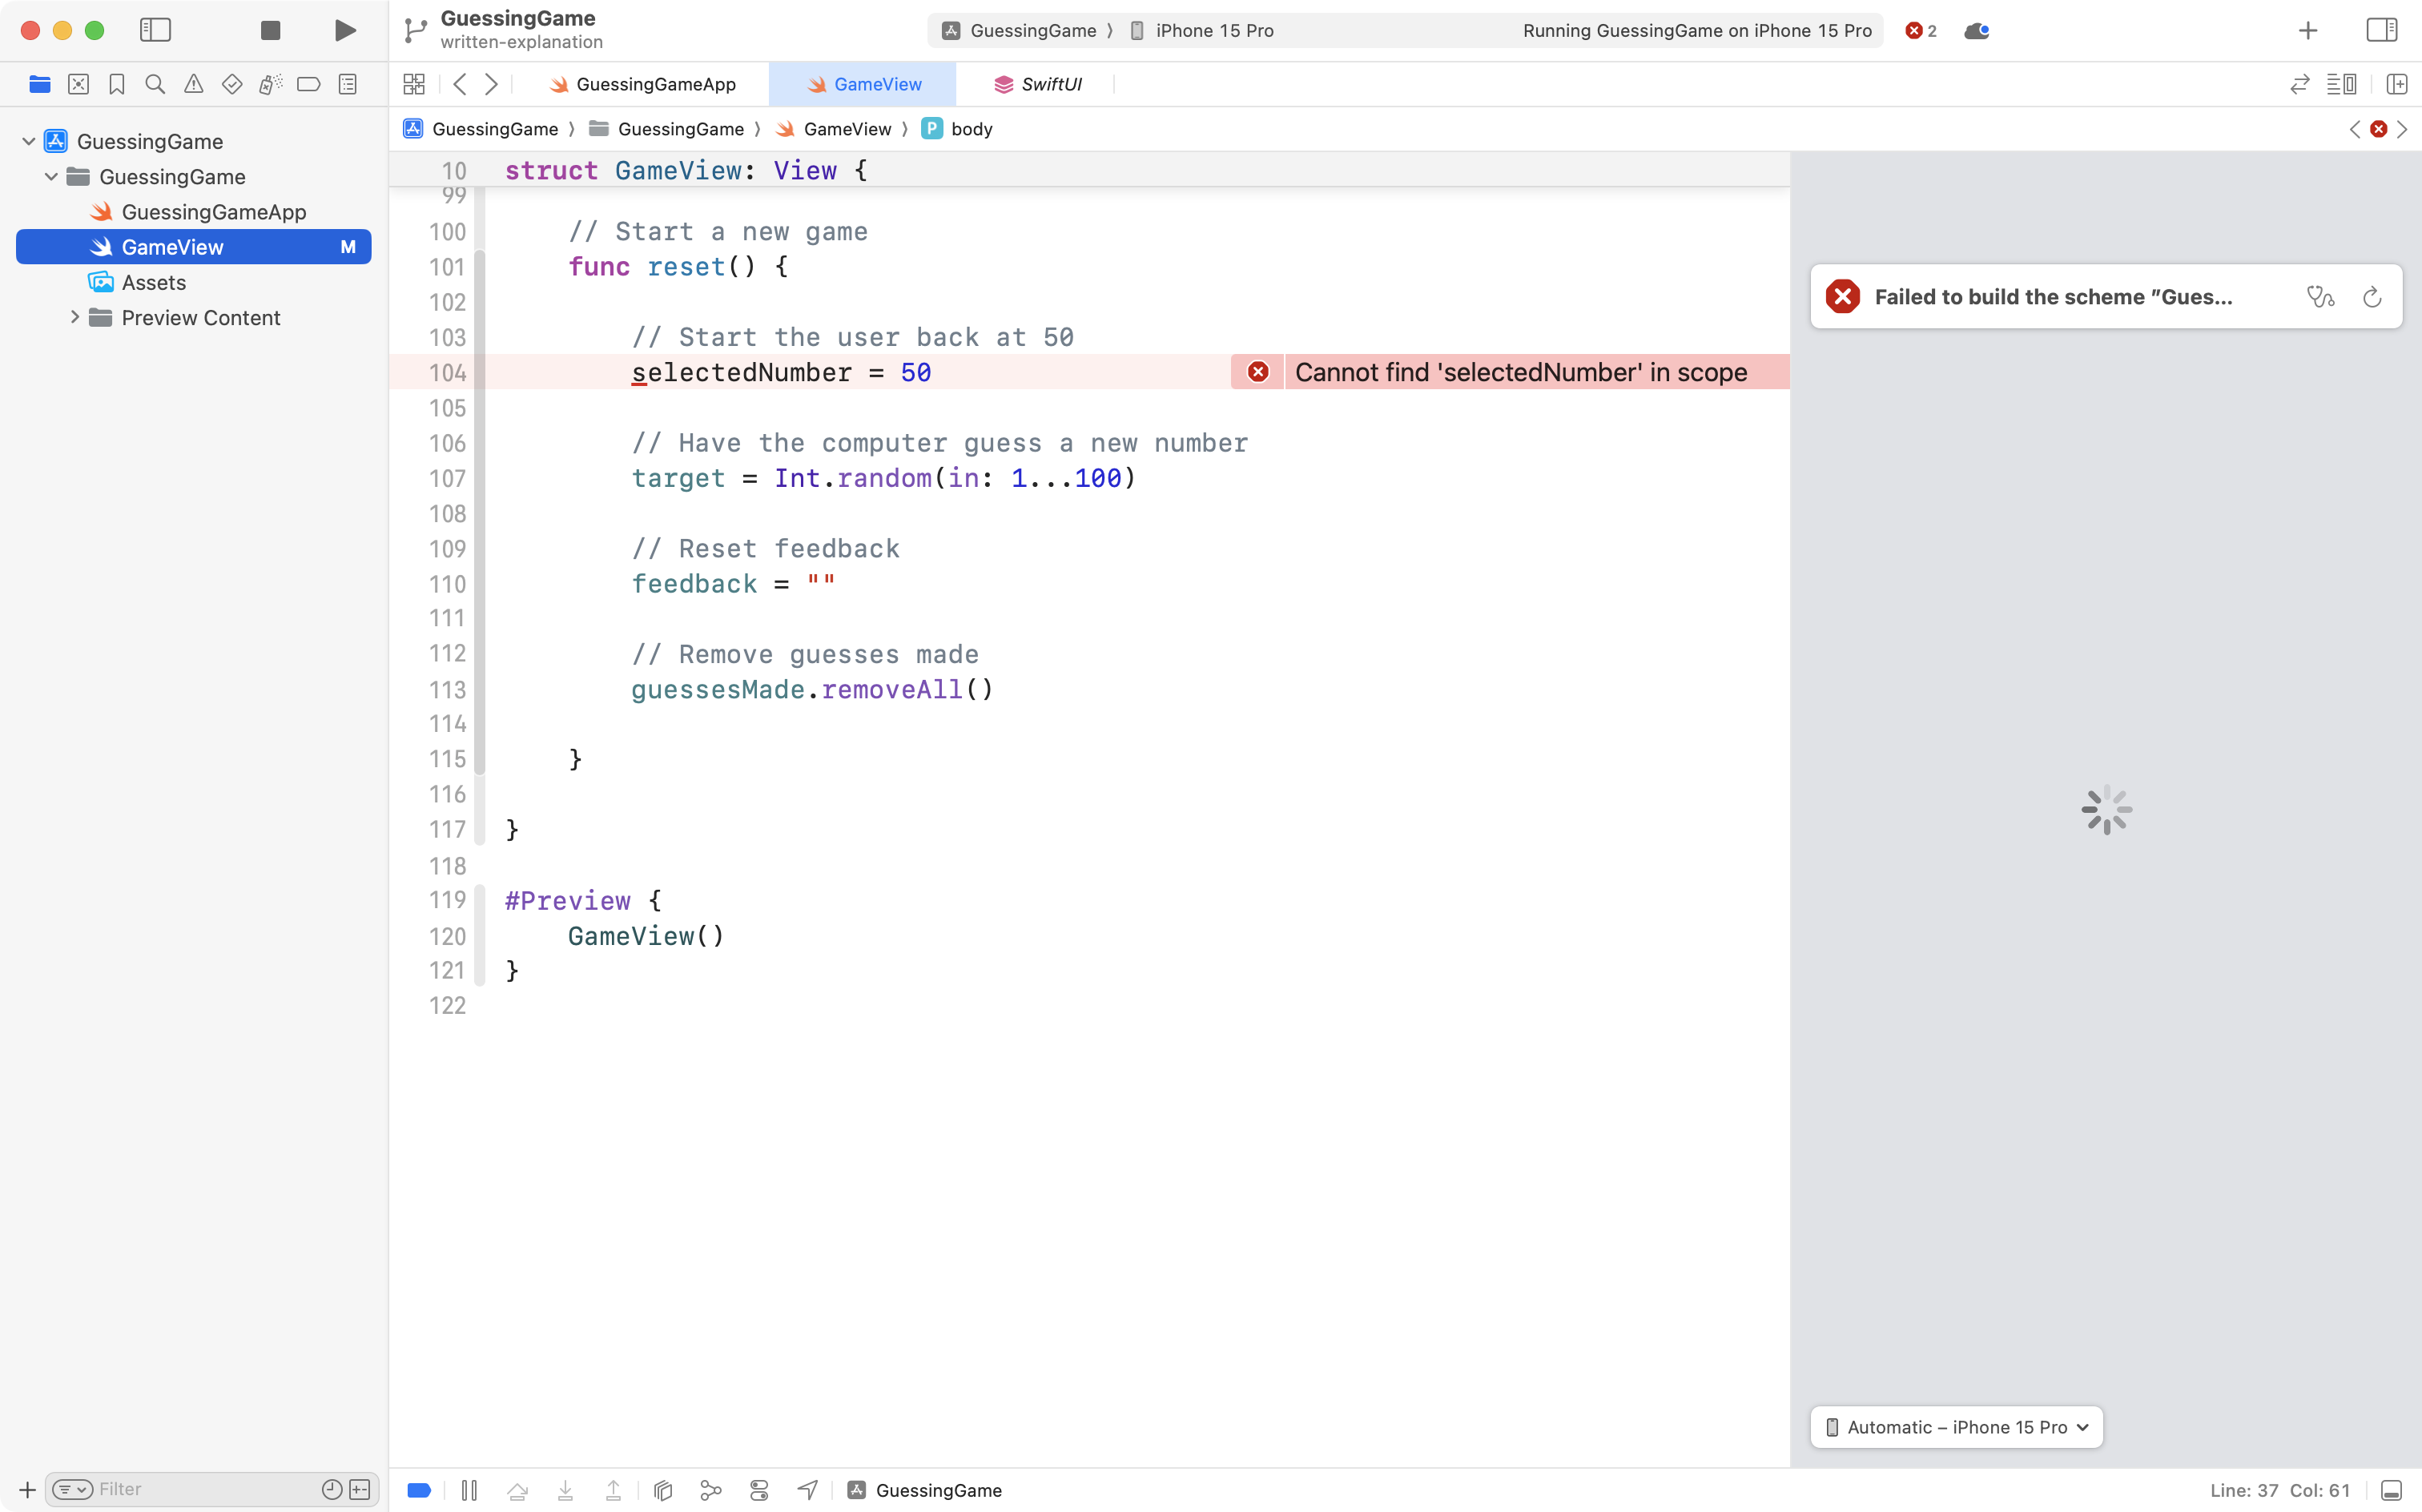 GuessingGame
written-explanation
GuessingGame
iPhone 15 Pro
Running GuessingGame on iPhone 15 Pro
2
GuessingGameApp
GameView
SwiftUI
GuessingGame
GuessingGame
GameView
P
body
GuessingGame
GuessingGame
GuessingGameApp
GameView
M
Assets
Preview Content
10 struct GameView: View {
99
100 // Start a new game
101 func reset() {
102
103 // Start the user back at 50
104 selectedNumber = 50
Cannot find 'selectedNumber' in scope
105
106 // Have the computer guess a new number
107 target = Int.random(in: 1...100)
108
109 // Reset feedback
110 feedback = ""
111
112 // Remove guesses made
113 guessesMade.removeAll()
114
115 }
116
117 }
118
119 #Preview {
120 GameView()
121 }
122
Failed to build the scheme "Gues...
Automatic – iPhone 15 Pro
Filter
GuessingGame
Line: 37 Col: 61